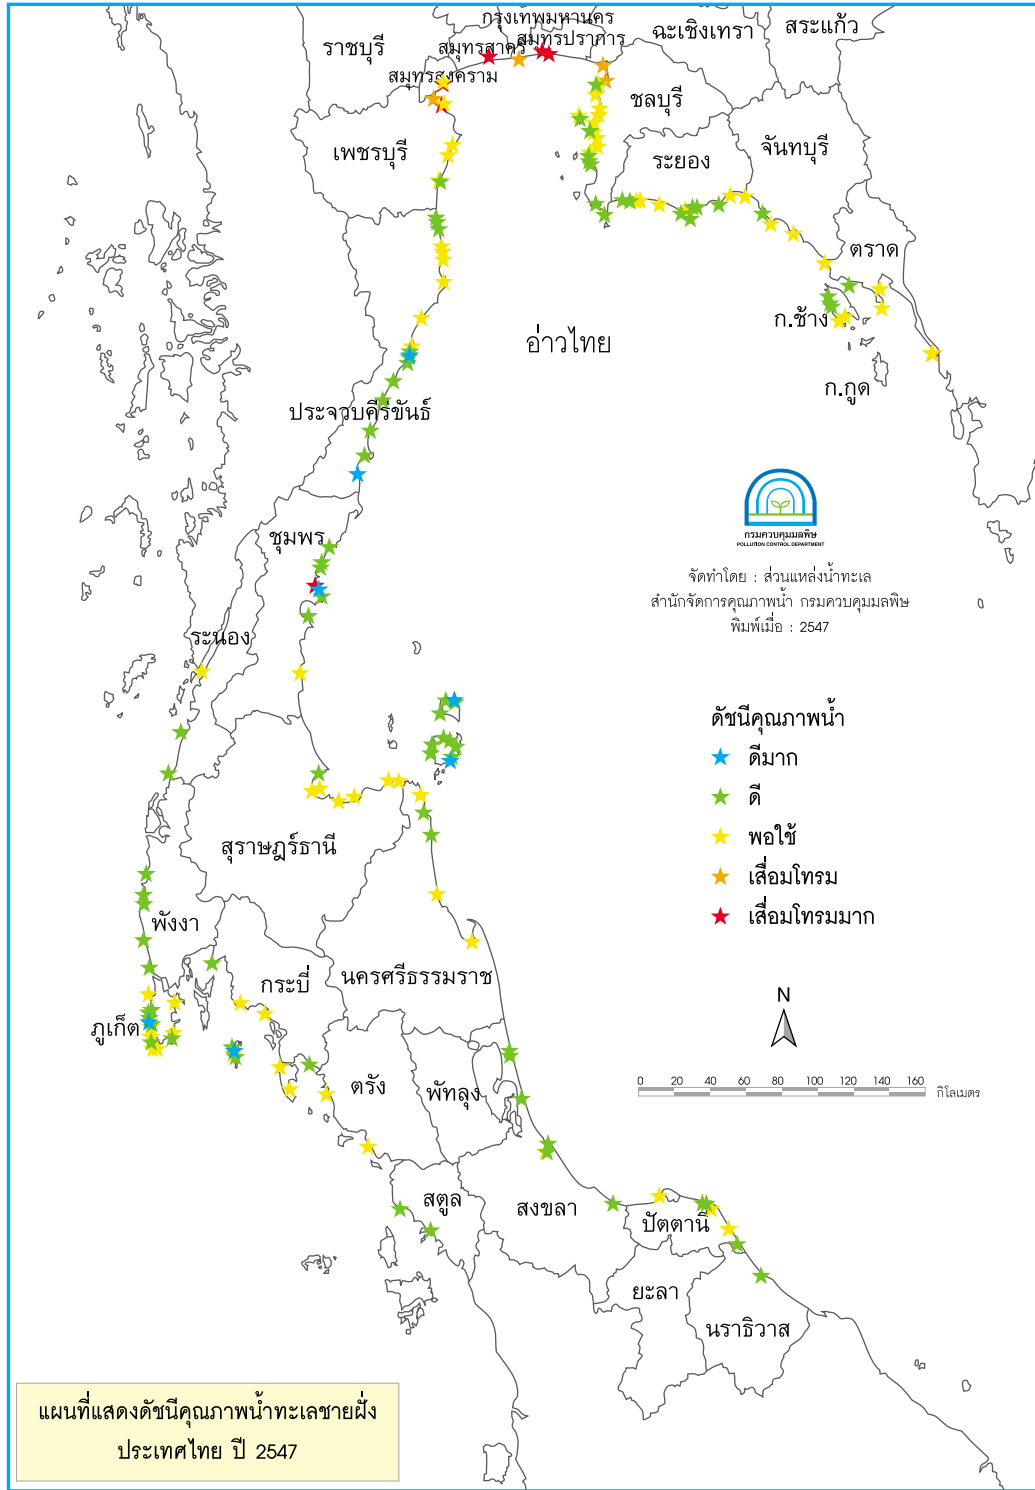 กรุงเทพมหานคร
สมุทรสาคร
สมุทรปราการ
ฉะเชิงเทรา
สระแก้ว
ราชบุรี
สมุทรสงคราม
ชลบุรี
เพชรบุรี
ระยอง
จันทบุรี
ตราด
ก.ช้าง
อ่าวไทย
ก.กูด
ประจวบคีรีขันธ์
ชุมพร
กรมควบคุมมลพิษ
POLLUTION CONTROL DEPARTMENT
จัดทำโดย : ส่วนแหล่งน้ำทะเล
สำนักจัดการคุณภาพน้ำ กรมควบคุมมลพิษ
พิมพ์เมื่อ : 2547
ระนอง
ดัชนีคุณภาพน้ำ
ดีมาก
ดี
พอใช้
เสื่อมโทรม
เสื่อมโทรมมาก
สุราษฎร์ธานี
พังงา
กระบี่
นครศรีธรรมราช
ภูเก็ต
N
ตรัง
พัทลุง
0 20 40 60 80 100 120 140 160
กิโลเมตร
สตูล
สงขลา
ปัตตานี
ยะลา
นราธิวาส
แผนที่แสดงดัชนีคุณภาพน้ำทะเลชายฝั่ง
ประเทศไทย ปี 2547